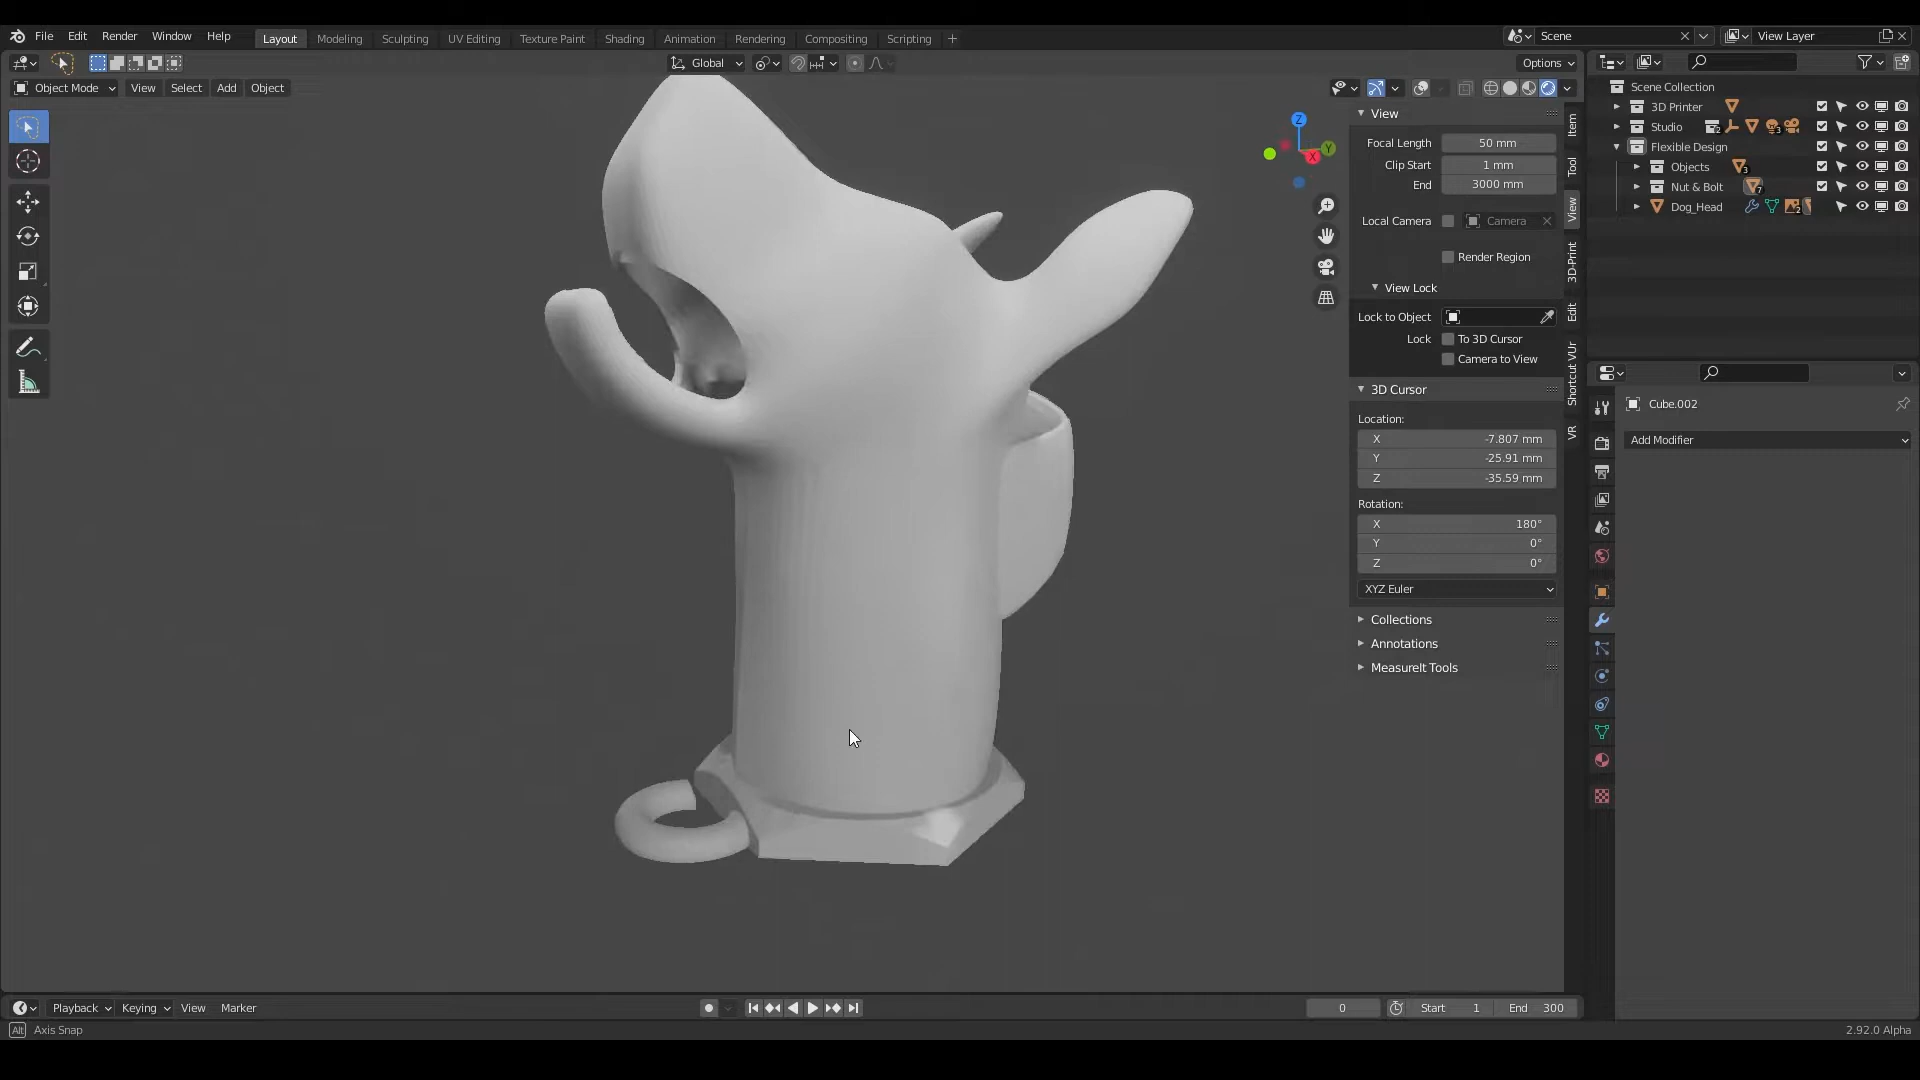 File Edit Render Window Help Layout Modeling Sculpting UV Editing Texture Paint Shading Animation Rendering Compositing Scripting + Scene View Layer
Global Options
Object Mode View Select Add Object
View
Focal Length 50 mm
Clip Start 1 mm
End 3000 mm
Local Camera Camera
Render Region
View Lock
Lock to Object
Lock To 3D Cursor
Camera to View
3D Cursor
Location:
X -7.807 mm
Y -25.91 mm
Z -35.59 mm
Rotation:
X 180°
Y 0°
Z 0°
XYZ Euler
Collections
Annotations
MeasureIt Tools
Item
Tool
View
3D-Print
Edit
Shortcut VUr
VR
Z
Y
X
Scene Collection
3D Printer
Studio 2 3
Flexible Design
Objects 3
Nut & Bolt 7
Dog_Head 2
Cube.002
Add Modifier
Playback Keying View Marker 0 Start 1 End 300
Alt Axis Snap 2.92.0 Alpha